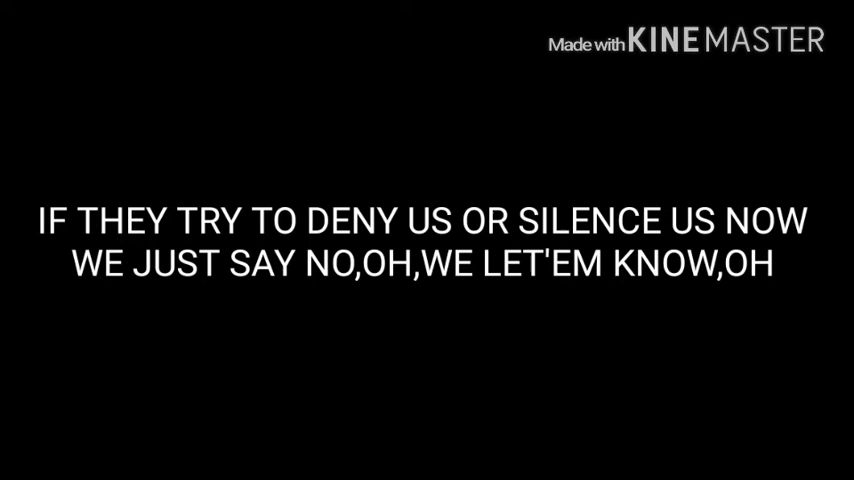 Made with KINEMASTER
IF THEY TRY TO DENY US OR SILENCE US NOW
WE JUST SAY NO,OH,WE LET'EM KNOW,OH